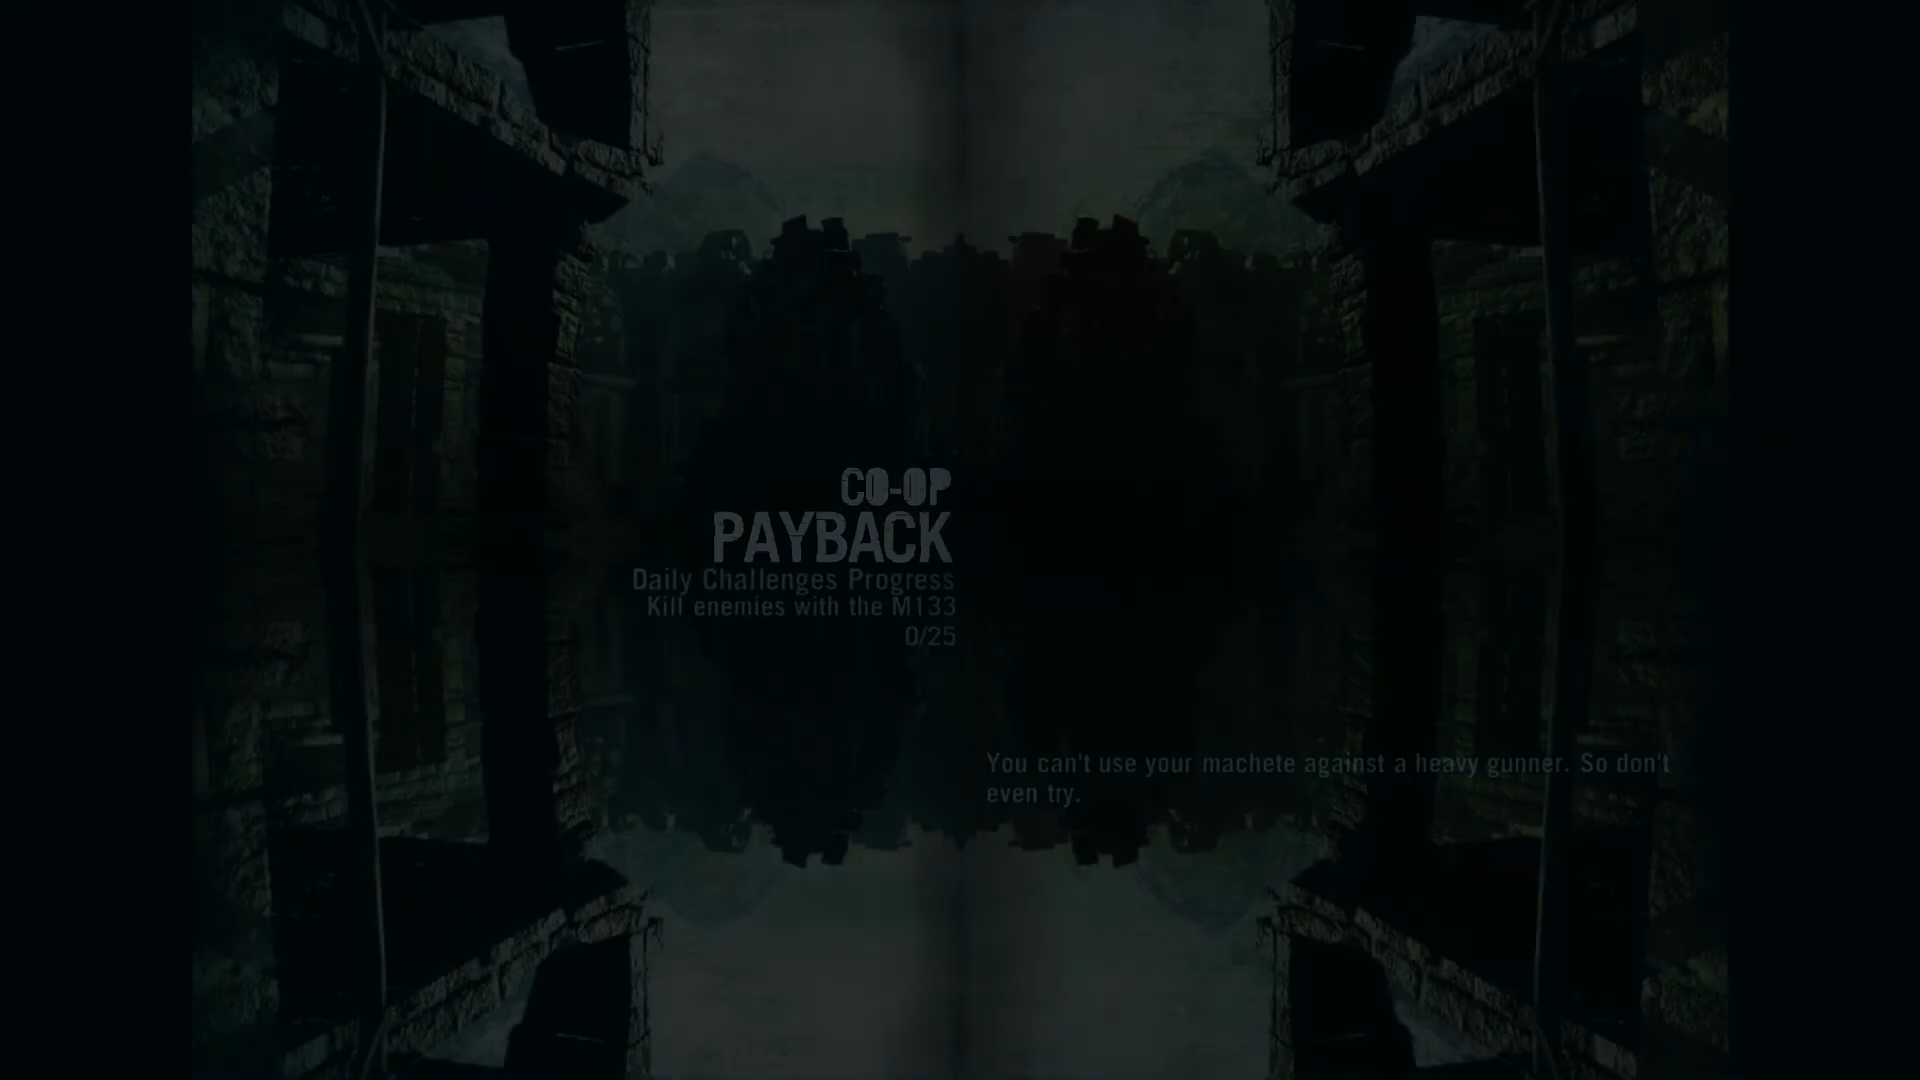 CO-OP
PAYBACK
Daily Challenges Progress
Kill enemies with the M133
0/25
You can't use your machete against a heavy gunner. So don't
even try.